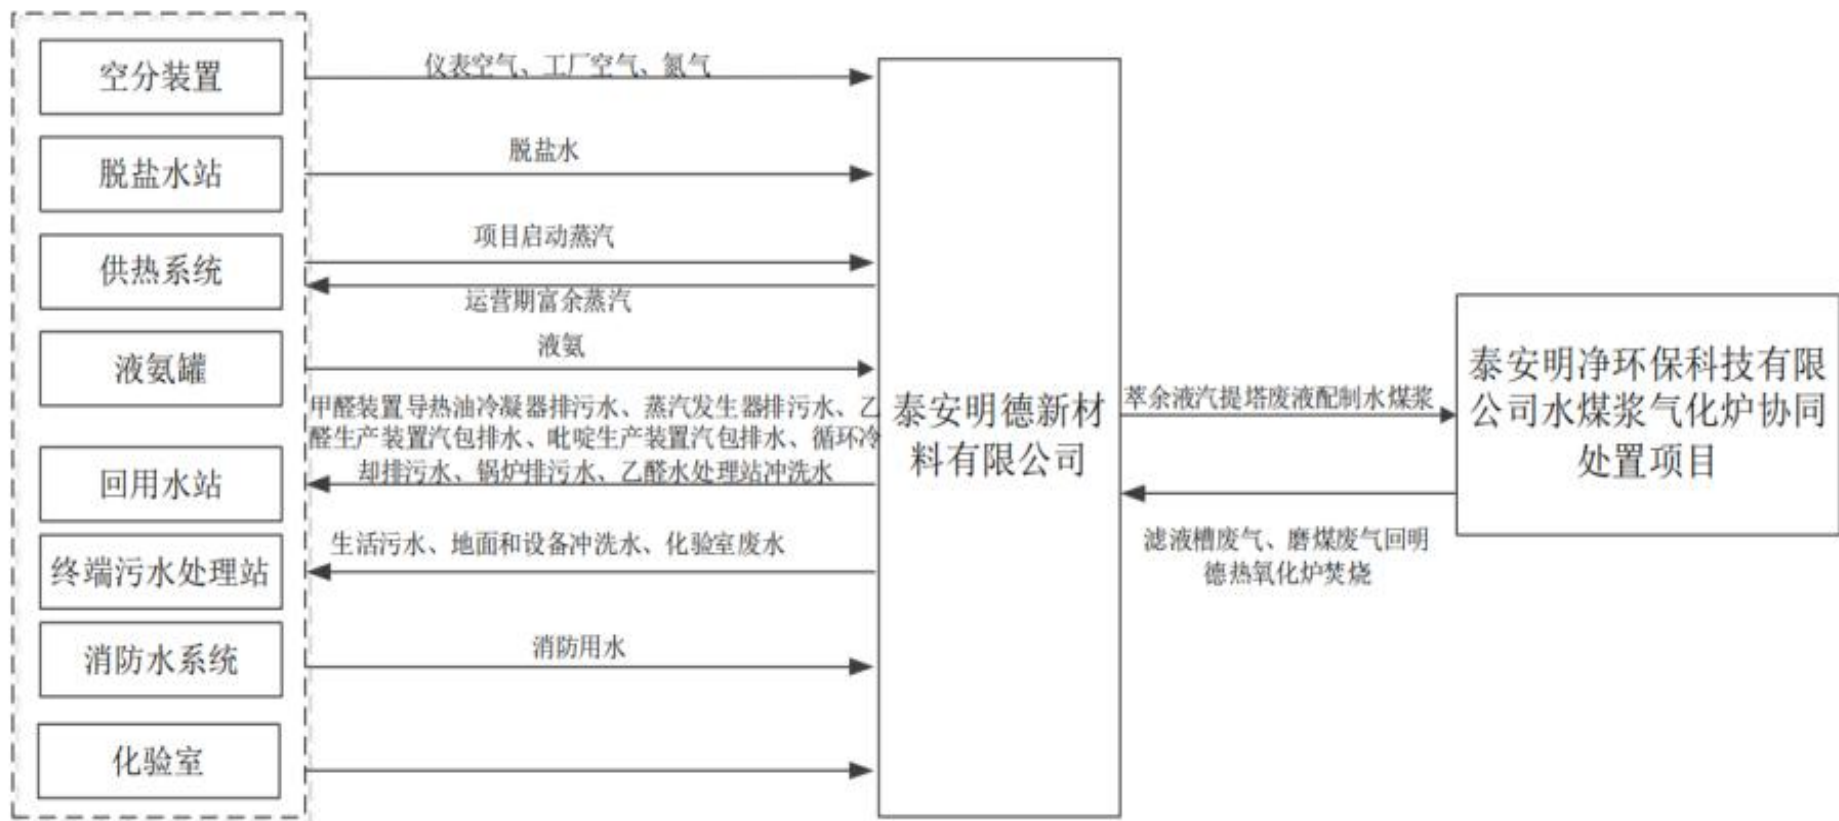 空分装置
仪表空气、工厂空气、氮气
脱盐水站
脱盐水
供热系统
项目启动蒸汽
运营期富余蒸汽
液氨罐
液氨
回用水站
甲醛装置导热油冷凝器排污水、蒸汽发生器排污水、乙
醛生产装置汽包排水、吡啶生产装置汽包排水、循环冷
却排污水、锅炉排污水、乙醛水处理站冲洗水
终端污水处理站
生活污水、地面和设备冲洗水、化验室废水
消防水系统
消防用水
化验室
泰安明德新材
料有限公司
萃余液汽提塔废液配制水煤浆
滤液槽废气、磨煤废气回明
德热氧化炉焚烧
泰安明净环保科技有限
公司水煤浆气化炉协同
处置项目